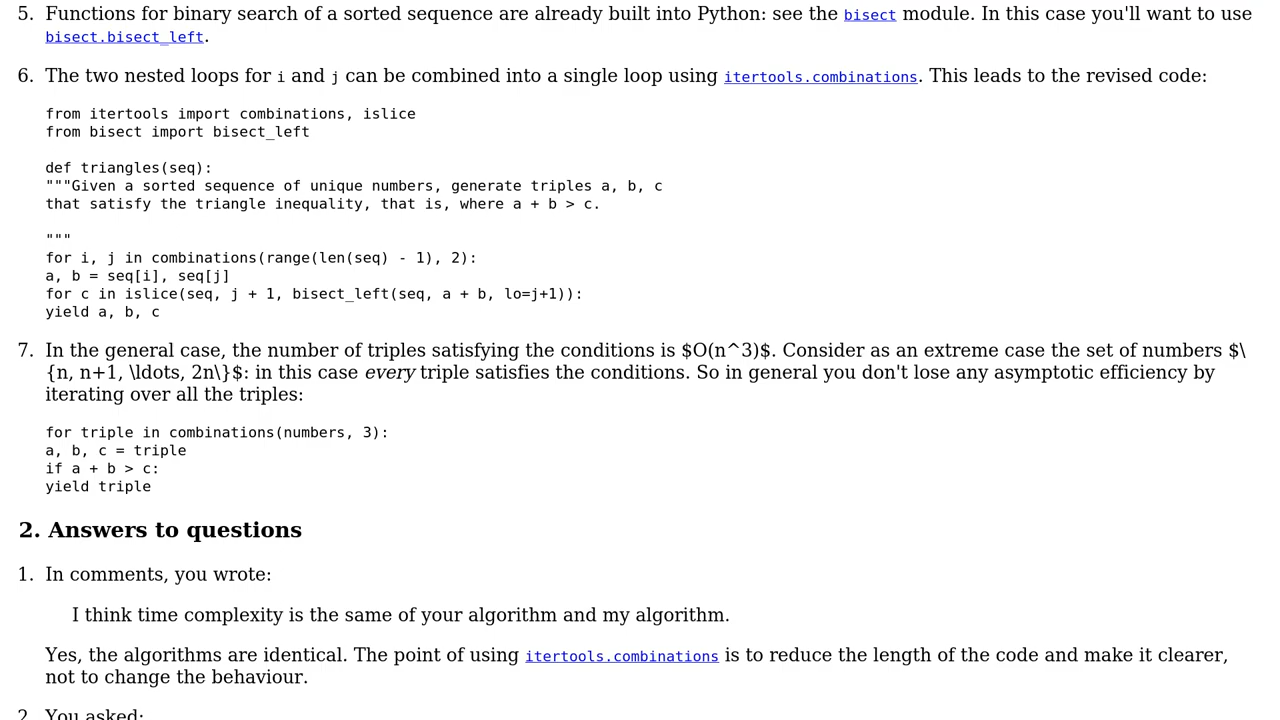 5. Functions for binary search of a sorted sequence are already built into Python: see the bisect module. In this case you'll want to use
bisect.bisect_left.
6. The two nested loops for i and j can be combined into a single loop using itertools.combinations. This leads to the revised code:
from itertools import combinations, islice
from bisect import bisect_left
def triangles(seq):
"""Given a sorted sequence of unique numbers, generate triples a, b, c
that satisfy the triangle inequality, that is, where a + b > c.
"""
for i, j in combinations(range(len(seq) - 1), 2):
a, b = seq[i], seq[j]
for c in islice(seq, j + 1, bisect_left(seq, a + b, lo=j+1)):
yield a, b, c
7. In the general case, the number of triples satisfying the conditions is $O(n^3)$. Consider as an extreme case the set of numbers $\
{n, n+1, \ldots, 2n\}$: in this case every triple satisfies the conditions. So in general you don't lose any asymptotic efficiency by
iterating over all the triples:
for triple in combinations(numbers, 3):
a, b, c = triple
if a + b > c:
yield triple
2. Answers to questions
1. In comments, you wrote:
I think time complexity is the same of your algorithm and my algorithm.
Yes, the algorithms are identical. The point of using itertools.combinations is to reduce the length of the code and make it clearer,
not to change the behaviour.
2. You asked: